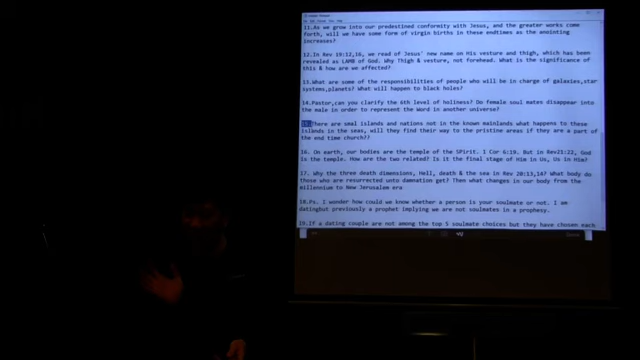 11.As we grow into our predestined conformity with Jesus, and the greater works come
forth, will we have some form of virgin births in these endtimes as the anointing
increases?
12.In Rev 19:12,16, we read of Jesus' new name on His vesture and thigh, which has been
revealed as LAMB OF God. Why Thigh & vesture, not forehead. What is the significance of
this & how are we affected?
13.What are some of the responsibilities of people who will be in charge of galaxies,star
systems,planets? What will happen to black holes?
14.Pastor, can you clarify the 6th level of holiness? Do female soul mates disappear into
the male in order to represent the Word in another universe?
15.There are smal islands and nations not in the known mainlands what happens to these
islands in the seas, will they find their way to the pristine areas if they are a part of
the end time church??
16. On earth, our bodies are the temple of the SPirit. 1 Cor 6:19. But in Rev21:22, God
is the temple. How are the two related? Is it the final stage of Him in Us, Us in Him?
17. Why the three death dimensions, Hell, death & the sea in Rev 20:13,14? What body do
these who are resurrected unto damnation get? Then what changes in our body from the
millennium to New Jerusalem era
18.Ps. I wonder how could we know whether a person is your soulmate or not. I am
datingbut previously a prophet implying we are not soulmates in a prophesy.
19.If a dating couple are not among the top 5 soulmate choices but they have chosen each